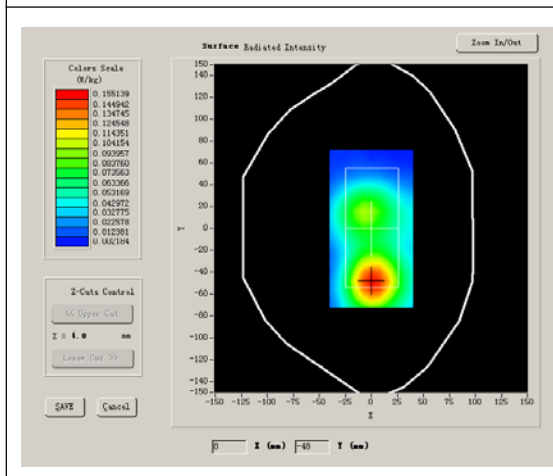 Surface Radiated Intensity
Zoom In/Out
Colors Scale
(W/kg)
0.155139
0.144942
0.134745
0.124548
0.114351
0.104154
0.093957
0.083760
0.073563
0.063366
0.053169
0.042972
0.032775
0.022578
0.012381
0.002184
Z-Cuts Control
<< Upper Cut
Z = 4.0 mm
Lower Cut >>
SAVE
Cancel
150
140
120
100
80
60
40
20
0
-20
-40
-60
-80
-100
-120
-140
-150
Y
-150 -125 -100 -75 -50 -25 0 25 50 75 100 125 150
X
0 X (mm) -48 Y (mm)